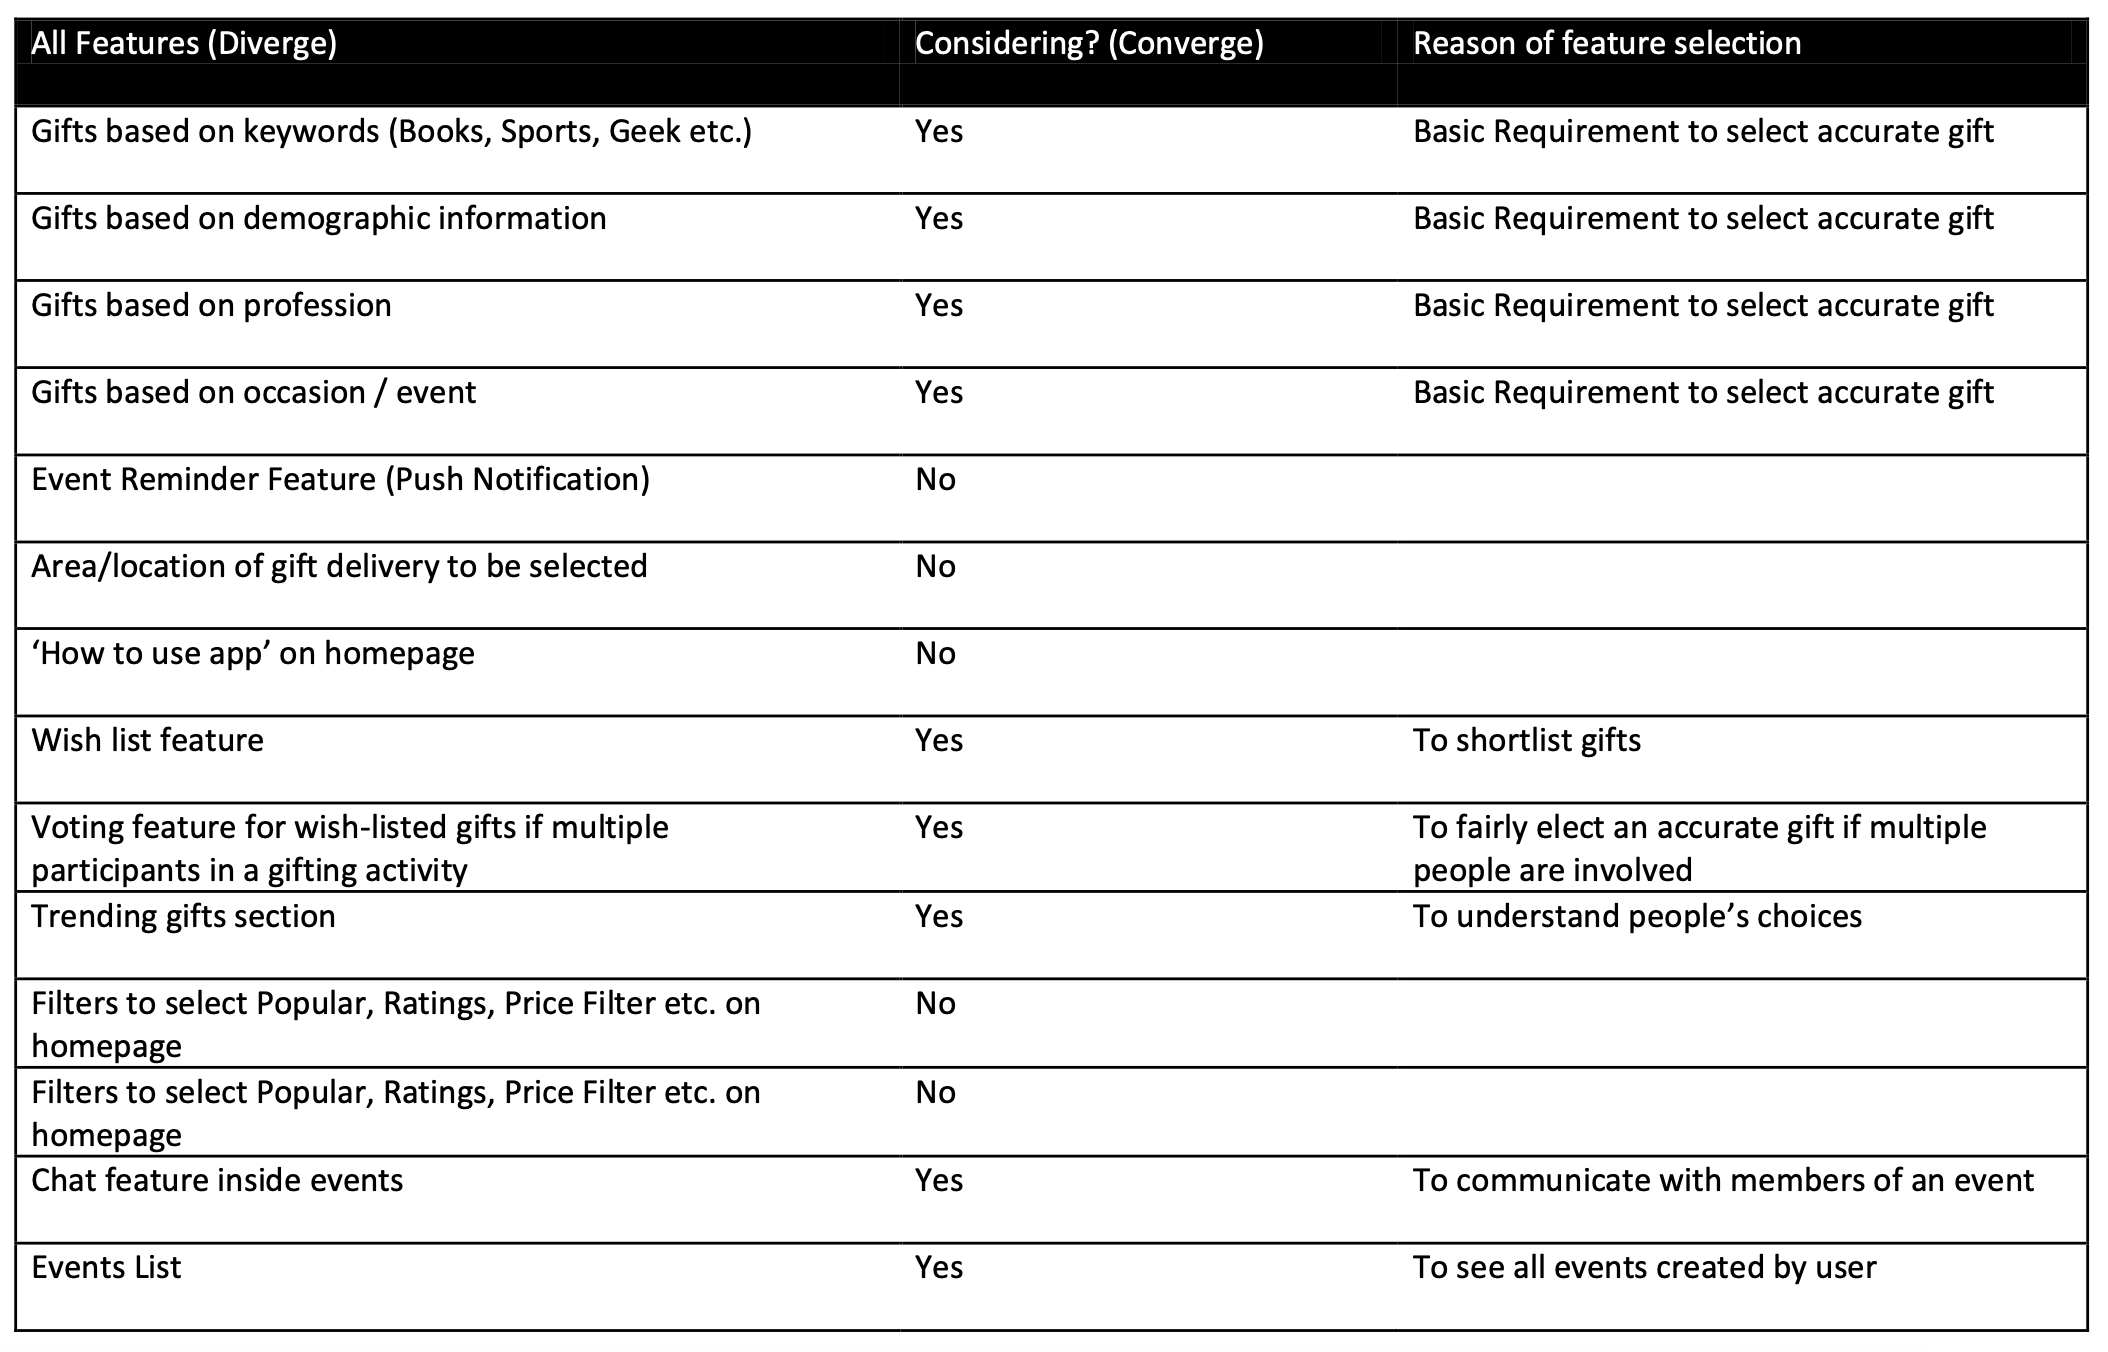 All Features (Diverge) Considering? (Converge) Reason of feature selection
Gifts based on keywords (Books, Sports, Geek etc.) Yes Basic Requirement to select accurate gift
Gifts based on demographic information Yes Basic Requirement to select accurate gift
Gifts based on profession Yes Basic Requirement to select accurate gift
Gifts based on occasion / event Yes Basic Requirement to select accurate gift
Event Reminder Feature (Push Notification) No
Area/location of gift delivery to be selected No
‘How to use app’ on homepage No
Wish list feature Yes To shortlist gifts
Voting feature for wish-listed gifts if multiple Yes To fairly elect an accurate gift if multiple
participants in a gifting activity people are involved
Trending gifts section Yes To understand people’s choices
Filters to select Popular, Ratings, Price Filter etc. on No
homepage
Filters to select Popular, Ratings, Price Filter etc. on No
homepage
Chat feature inside events Yes To communicate with members of an event
Events List Yes To see all events created by user